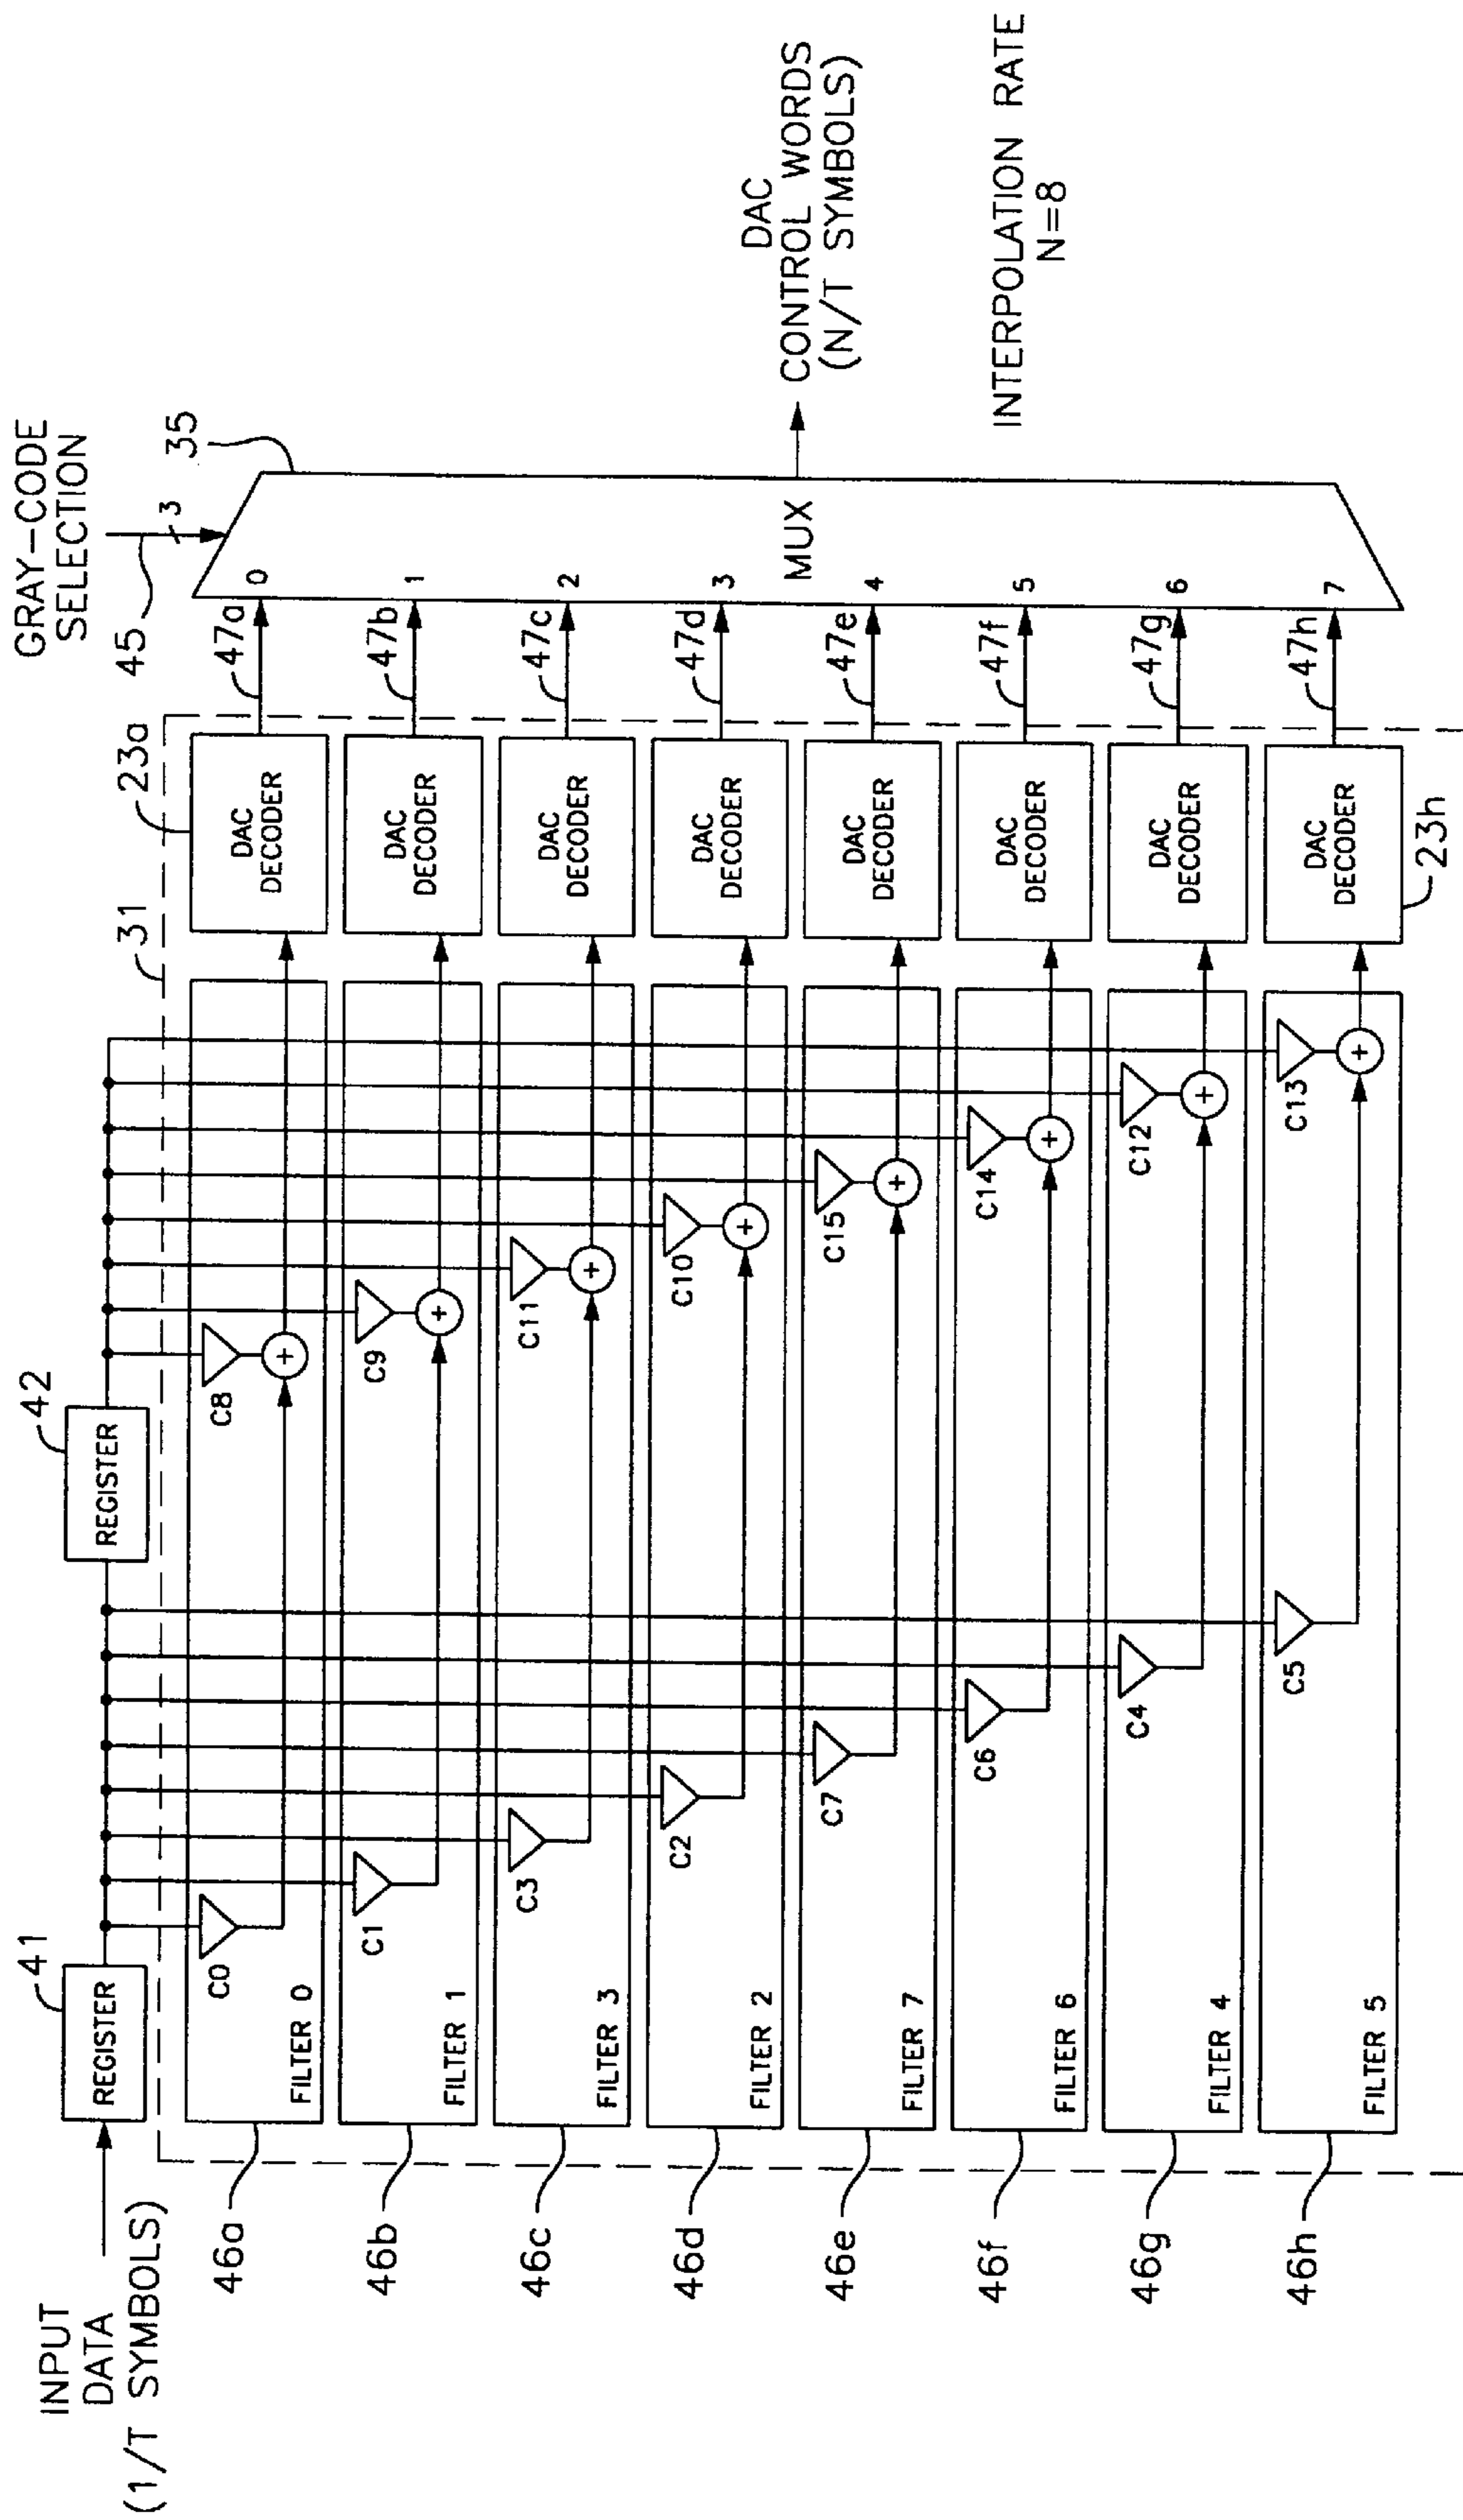 INPUT
DATA
(1/T SYMBOLS)
41
REGISTER
42
REGISTER
31
23a
GRAY-CODE
SELECTION
45
3
35
46a
FILTER 0
C0
C8
+
DAC
DECODER
47a
0
46b
FILTER 1
C1
C9
+
DAC
DECODER
47b
1
46c
FILTER 3
C3
C11
+
DAC
DECODER
47c
2
46d
FILTER 2
C2
C10
+
DAC
DECODER
47d
3
46e
FILTER 7
C7
C15
+
DAC
DECODER
47e
4
46f
FILTER 6
C6
C14
+
DAC
DECODER
47f
5
46g
FILTER 4
C4
C12
+
DAC
DECODER
47g
6
46h
FILTER 5
C5
C13
+
DAC
DECODER
47h
7
23h
MUX
DAC
CONTROL WORDS
(N/T SYMBOLS)
INTERPOLATION RATE
N=8